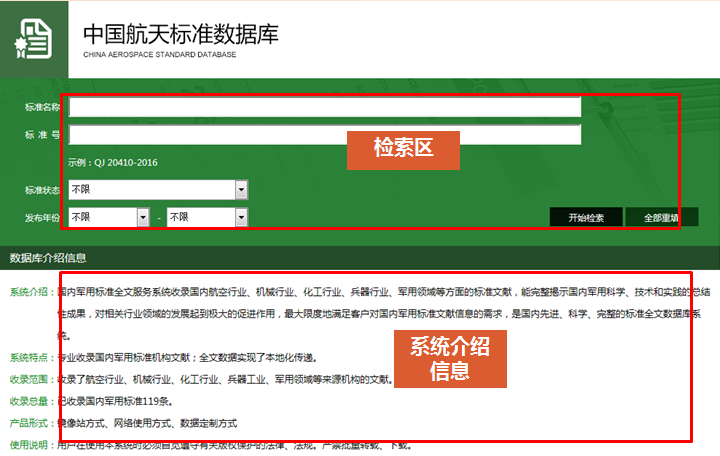 中国航天标准数据库
CHINA AEROSPACE STANDARD DATABASE
标准名称
标 准 号
检索区
示例：QJ 20410-2016
标准状态 不限
发布年份 不限 - 不限 开始检索 全部重填
数据库介绍信息
系统介绍：国内军用标准全文服务系统收录国内航空行业、机械行业、化工行业、兵器行业、军用领域等方面的标准文献，能完整揭示国内军用科学、技术和实践的总结
性成果，对相关行业领域的发展起到极大的促进作用，最大限度地满足客户对国内军用标准文献信息的需求，是国内先进、科学、完整的标准全文数据库系
统。
系统介绍
信息
系统特点：专业收录国内军用标准机构文献；全文数据实现了本地化传递。
收录范围：收录了航空行业、机械行业、化工行业、兵器工业、军用领域等来源机构的文献。
收录总量：已收录国内军用标准119条。
产品形式：镜像站方式、网络使用方式、数据定制方式
使用说明：用户在使用本系统时必须自觉遵守有关版权保护的法律、法规。严禁批量转载、下载。